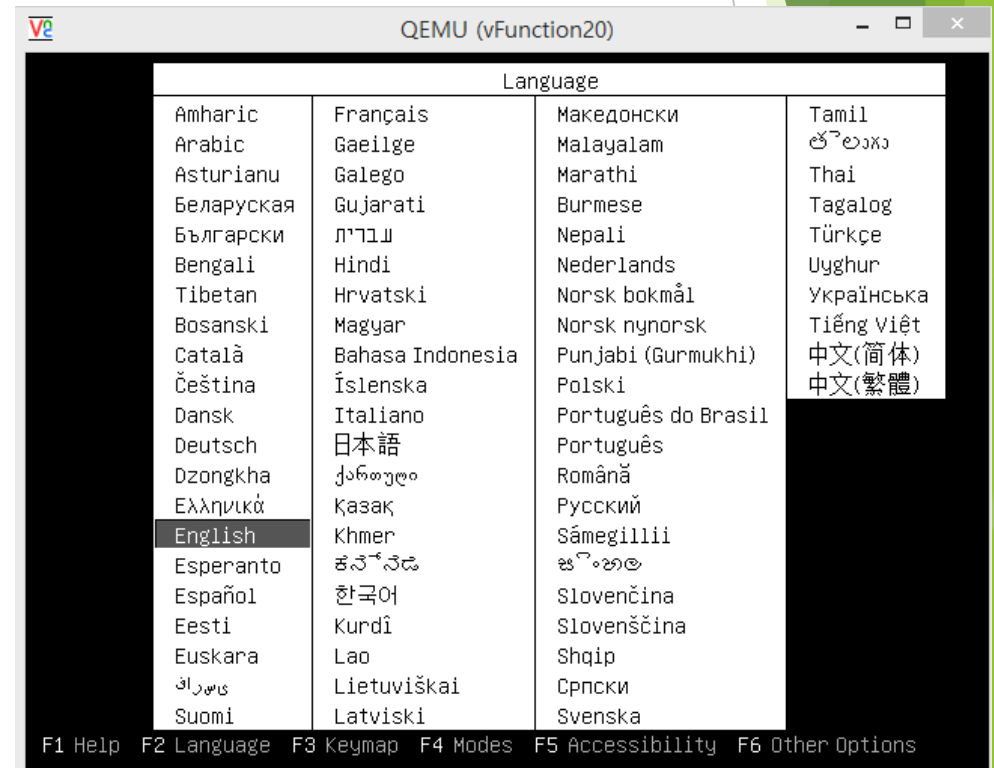 QEMU (vFunction20)
Language
Amharic
Arabic
Asturianu
Беларуская
Български
Bengali
Tibetan
Bosanski
Català
Čeština
Dansk
Deutsch
Dzongkha
Ελληνικά
English
Esperanto
Español
Eesti
Euskara
فارسی
Suomi
Français
Gaeilge
Galego
Gujarati
עברית
Hindi
Hrvatski
Magyar
Bahasa Indonesia
Íslenska
Italiano
日本語
ქართული
Қазақ
Khmer
ಕನ್ನಡ
한국어
Kurdî
Lao
Lietuviškai
Latviski
Македонски
Malayalam
Marathi
Burmese
Nepali
Nederlands
Norsk bokmål
Norsk nynorsk
Punjabi (Gurmukhi)
Polski
Português do Brasil
Português
Română
Русский
Sámegillii
සිංහල
Slovenčina
Slovenščina
Shqip
Српски
Svenska
Tamil
తెలుగు
Thai
Tagalog
Türkçe
Uyghur
Українська
Tiếng Việt
中文(简体)
中文(繁體)
F1 Help F2 Language F3 Keymap F4 Modes F5 Accessibility F6 Other Options